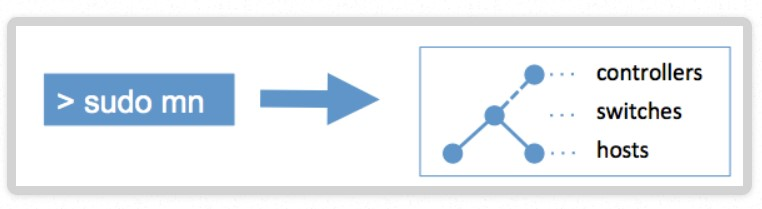 > sudo mn
controllers
switches
hosts